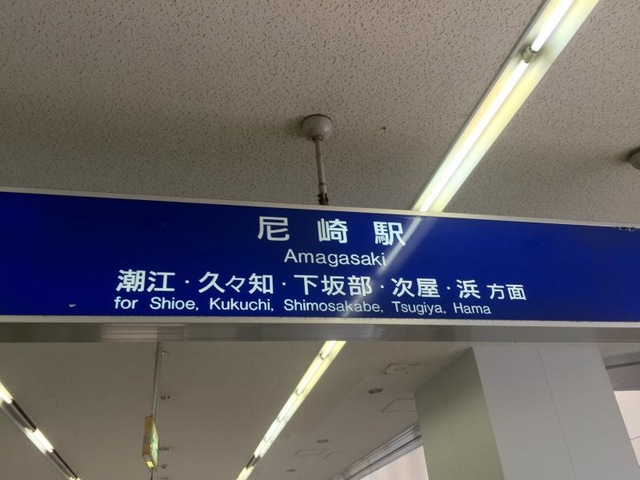 尼崎駅
Amagasaki
潮江・久々知・下坂部・次屋・浜 方面
for Shioe, Kukuchi, Shimosakabe, Tsugiya, Hama